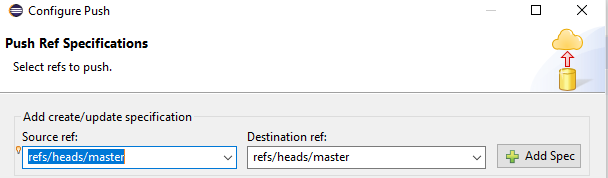 Configure Push
Push Ref Specifications
Select refs to push.
Add create/update specification
Source ref:
Destination ref:
refs/heads/master
refs/heads/master
Add Spec